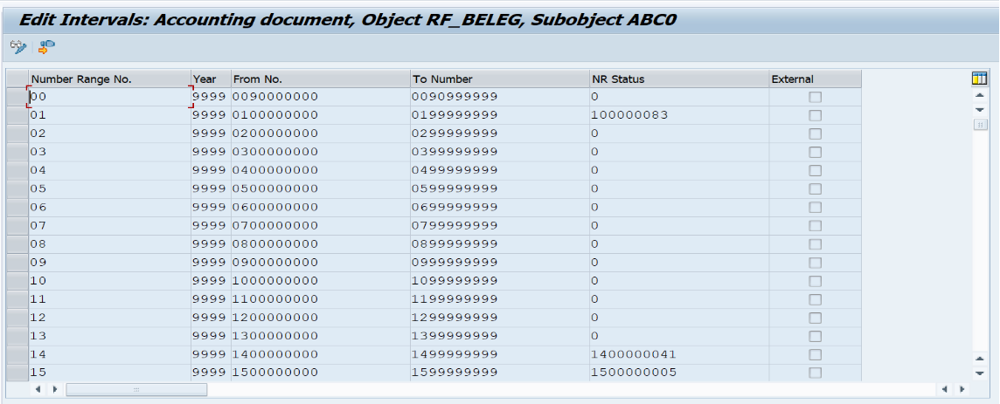 Edit Intervals: Accounting document, Object RF_BELEG, Subobject ABC0
Number Range No. Year From No. To Number NR Status External
00 9999 0090000000 0090999999 0
01 9999 0100000000 0199999999 100000083
02 9999 0200000000 0299999999 0
03 9999 0300000000 0399999999 0
04 9999 0400000000 0499999999 0
05 9999 0500000000 0599999999 0
06 9999 0600000000 0699999999 0
07 9999 0700000000 0799999999 0
08 9999 0800000000 0899999999 0
09 9999 0900000000 0999999999 0
10 9999 1000000000 1099999999 0
11 9999 1100000000 1199999999 0
12 9999 1200000000 1299999999 0
13 9999 1300000000 1399999999 0
14 9999 1400000000 1499999999 1400000041
15 9999 1500000000 1599999999 1500000005